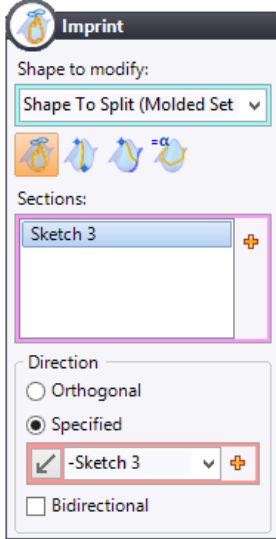 Imprint
Shape to modify:
Shape To Split (Molded Set
=α
Sections:
Sketch 3
Direction
Orthogonal
Specified
-Sketch 3
Bidirectional